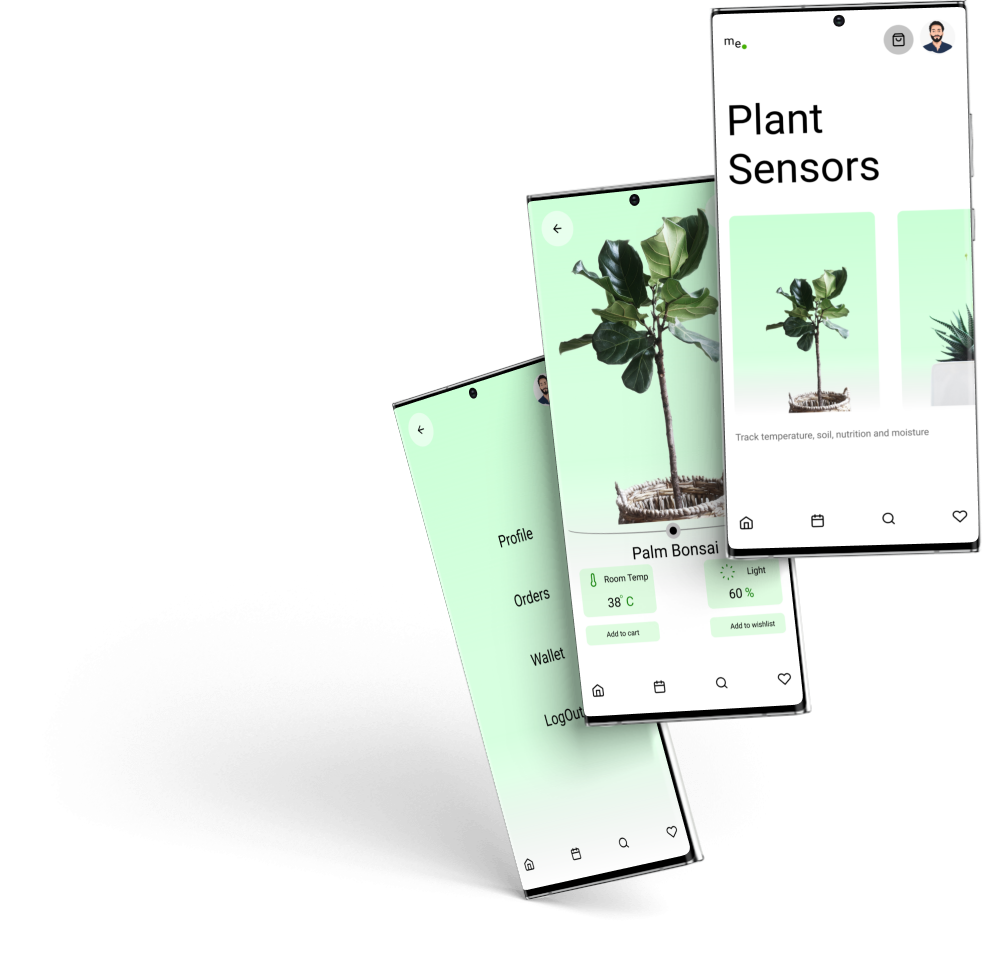 me.
Plant
Sensors
Track temperature, soil, nutrition and moisture
Palm Bonsai
Room Temp
38° C
Light
60 %
Add to cart
Add to wishlist
Profile
Orders
Wallet
LogOut